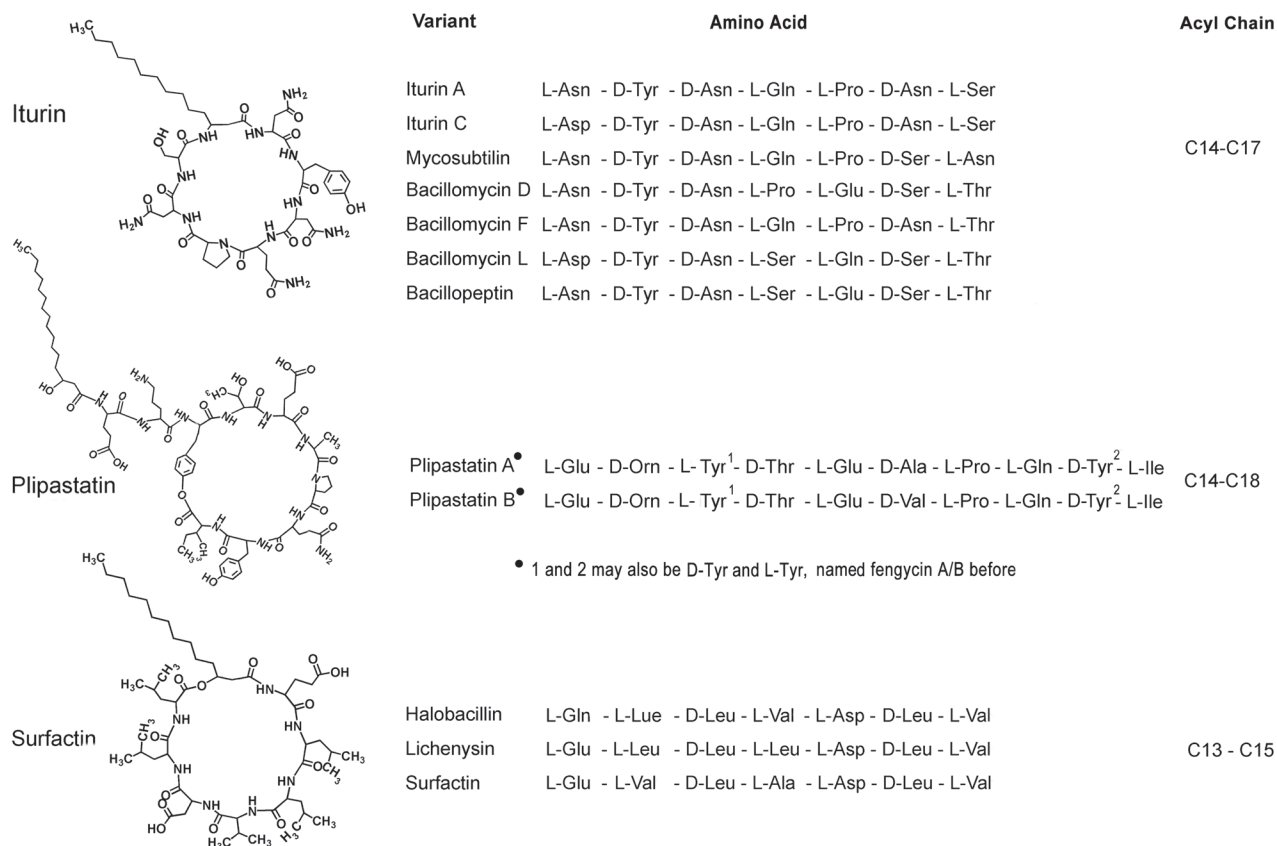 Variant Amino Acid Acyl Chain
Iturin
Iturin A L-Asn - D-Tyr - D-Asn - L-Gln - L-Pro - D-Asn - L-Ser
Iturin C L-Asp - D-Tyr - D-Asn - L-Gln - L-Pro - D-Asn - L-Ser
Mycosubtilin L-Asn - D-Tyr - D-Asn - L-Gln - L-Pro - D-Ser - L-Asn
Bacillomycin D L-Asn - D-Tyr - D-Asn - L-Pro - L-Glu - D-Ser - L-Thr
Bacillomycin F L-Asn - D-Tyr - D-Asn - L-Gln - L-Pro - D-Asn - L-Thr
Bacillomycin L L-Asp - D-Tyr - D-Asn - L-Ser - L-Gln - D-Ser - L-Thr
Bacillopeptin L-Asn - D-Tyr - D-Asn - L-Ser - L-Glu - D-Ser - L-Thr
C14-C17
Plipastatin
Plipastatin A● L-Glu - D-Orn - L-Tyr¹- D-Thr - L-Glu - D-Ala - L-Pro - L-Gln - D-Tyr²- L-Ile
Plipastatin B● L-Glu - D-Orn - L-Tyr¹- D-Thr - L-Glu - D-Val - L-Pro - L-Gln - D-Tyr²- L-Ile
C14-C18
● 1 and 2 may also be D-Tyr and L-Tyr, named fengycin A/B before
Surfactin
Halobacillin L-Gln - L-Lue - D-Leu - L-Val - L-Asp - D-Leu - L-Val
Lichenysin L-Glu - L-Leu - D-Leu - L-Leu - L-Asp - D-Leu - L-Val
Surfactin L-Glu - L-Val - D-Leu - L-Ala - L-Asp - D-Leu - L-Val
C13 - C15